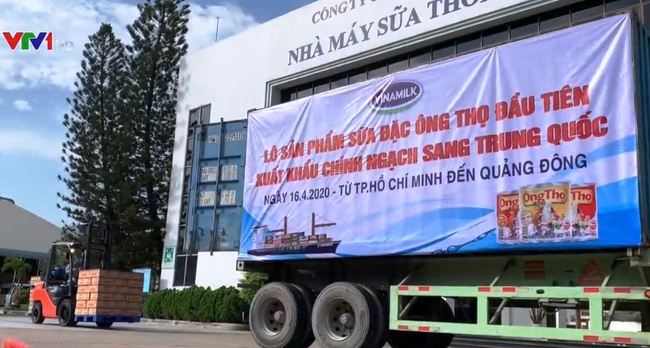 VTV1
CÔNG TY
NHÀ MÁY SỮA
VINAMILK
LÔ SẢN PHẨM SỮA ĐẶC ÔNG THỌ ĐẦU TIÊN
XUẤT KHẨU CHÍNH NGẠCH SANG TRUNG QUỐC
NGÀY 16.4.2020 - TỪ TP.HỒ CHÍ MINH ĐẾN QUẢNG ĐÔNG
Ông Thọ